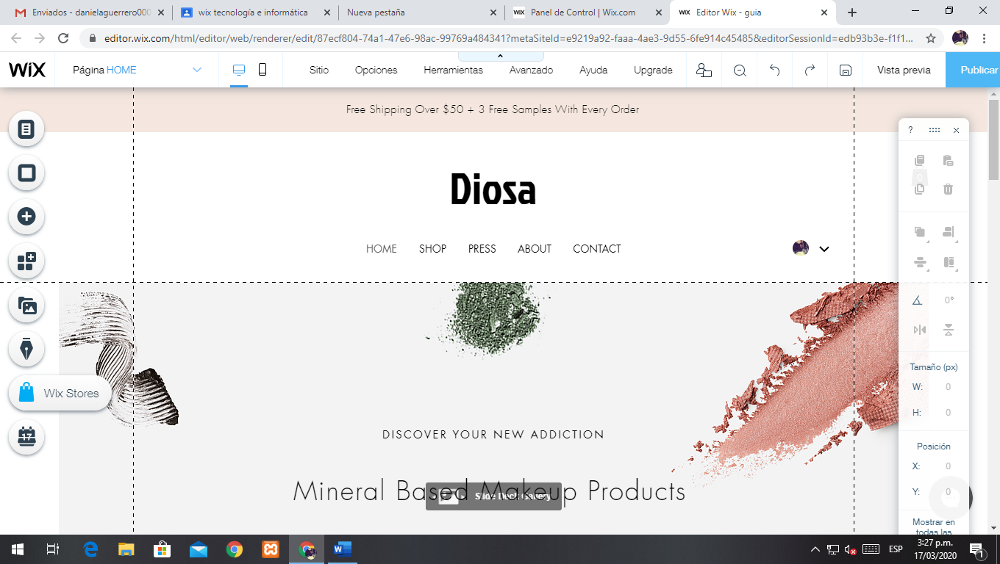 Enviados - danielaguerrero000
wix tecnología e informática
Nueva pestaña
WiX Panel de Control | Wix.com
WiX Editor Wix - guia
editor.wix.com/html/editor/web/renderer/edit/87ecf804-74a1-47e6-98ac-99769a484341?metaSiteId=e9219a92-faaa-4ae3-9d55-6fe914c45485&editorSessionId=edb93b3e-f1f1...
WiX Página HOME Sitio Opciones Herramientas Avanzado Ayuda Upgrade Vista previa Publicar
Free Shipping Over $50 + 3 Free Samples With Every Order
?
0
Diosa
HOME SHOP PRESS ABOUT CONTACT
0°
Tamaño (px)
W: 0
Wix Stores
H: 0
17
DISCOVER YOUR NEW ADDICTION
Posición
X: 0
Mineral Based Makeup Products
Slide Deck Gallery
Y: 0
Mostrar en
todas las
ESP
3:27 p.m.
17/03/2020
1